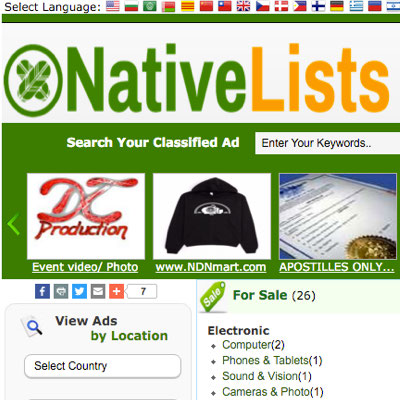 Select Language:
NativeLists
Search Your Classified Ad
Enter Your Keywords..
DC
Production
Event video/ Photo
www.NDNmart.com
APOSTILLES ONLY...
7
Sale
For Sale (26)
View Ads
by Location
Select Country
Electronic
Computer(2)
Phones & Tablets(1)
Sound & Vision(1)
Cameras & Photo(1)